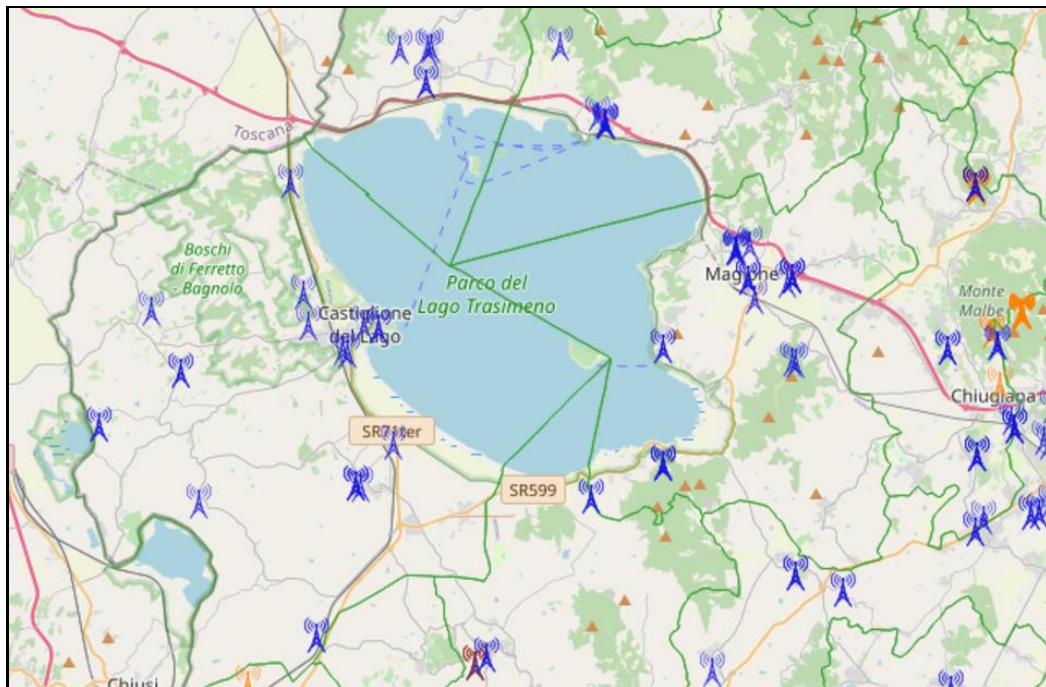 Toscana
Boschi
di Ferretto
- Bagnolo
Parco del
Lago Trasimeno
Magione
Monte
Malbe
Castiglione
del Lago
Chiugiana
SR71ter
SR599
Chiusi